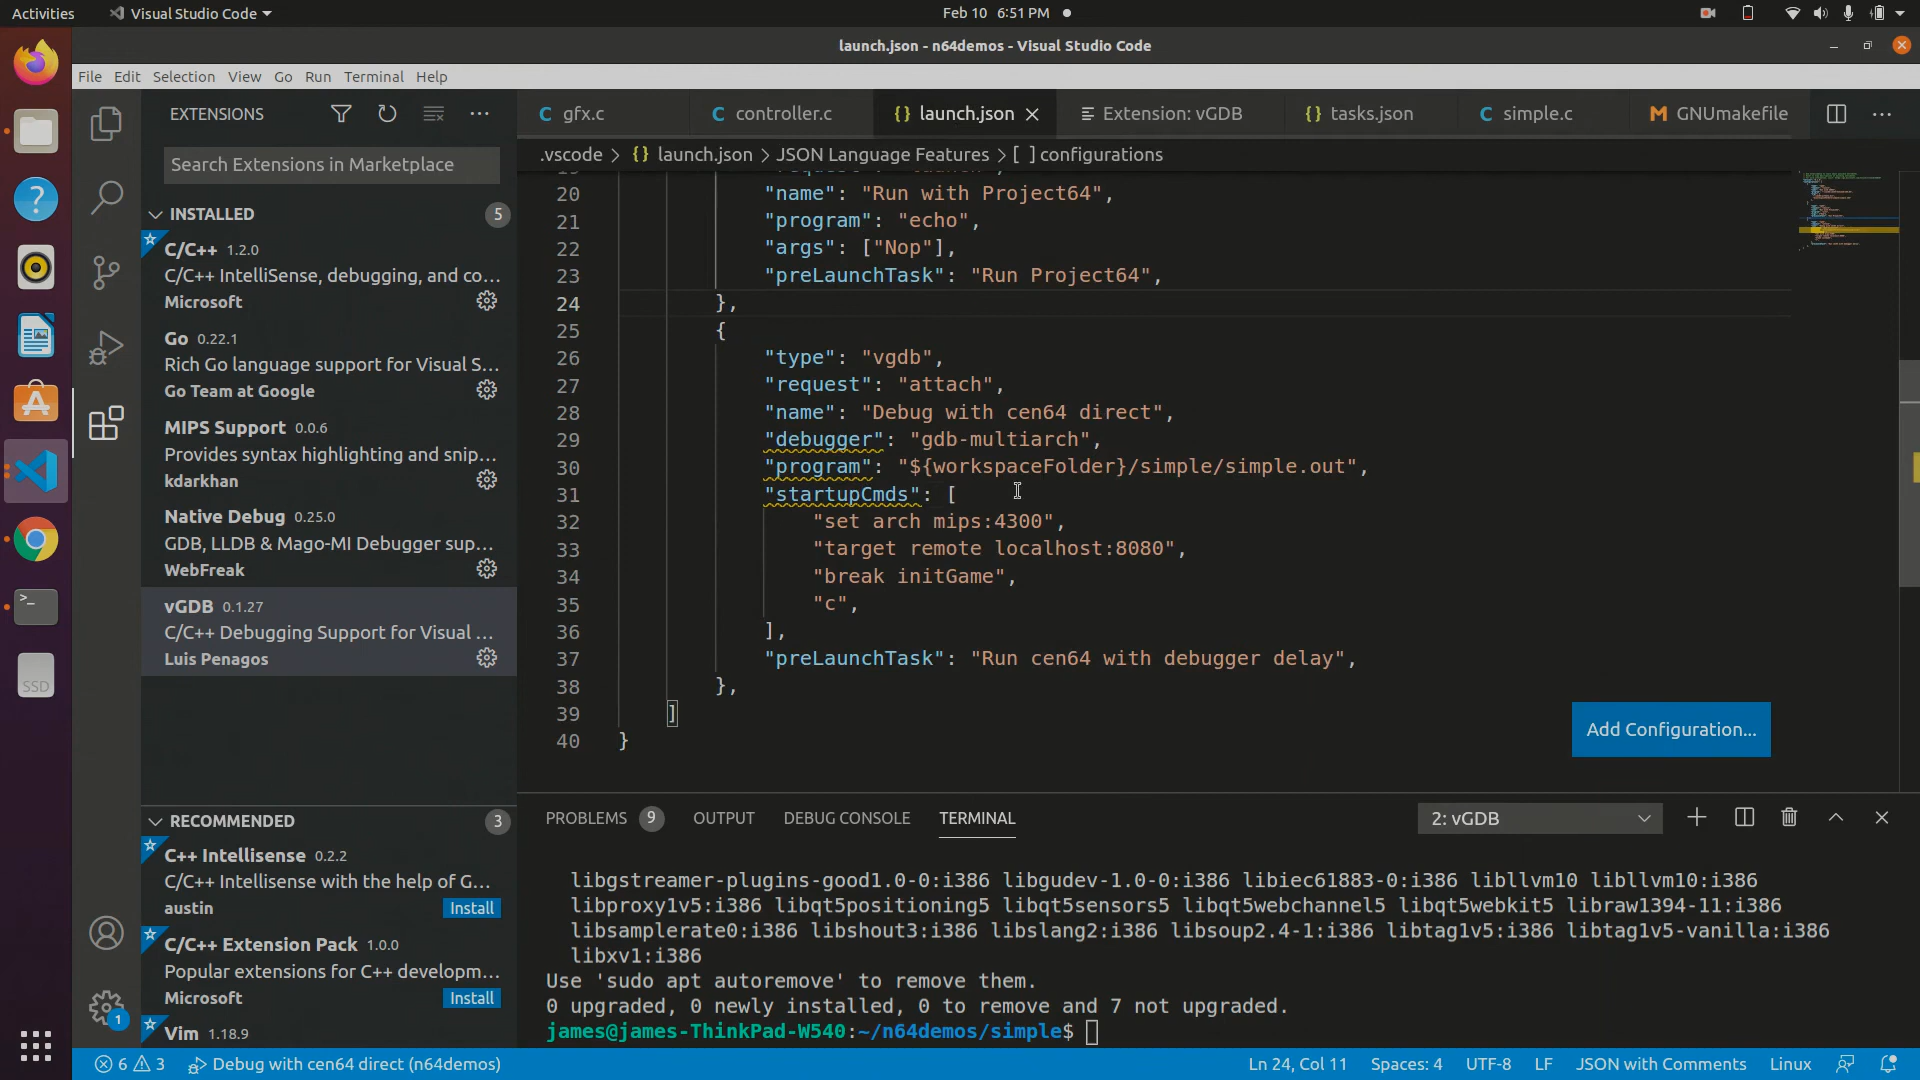 Activities
Visual Studio Code
Feb 10 6:51 PM
launch.json - n64demos - Visual Studio Code
File Edit Selection View Go Run Terminal Help
EXTENSIONS
Search Extensions in Marketplace
INSTALLED 5
C/C++ 1.2.0
C/C++ IntelliSense, debugging, and co...
Microsoft
Go 0.22.1
Rich Go language support for Visual S...
Go Team at Google
MIPS Support 0.0.6
Provides syntax highlighting and snip...
kdarkhan
Native Debug 0.25.0
GDB, LLDB & Mago-MI Debugger sup...
WebFreak
vGDB 0.1.27
C/C++ Debugging Support for Visual ...
Luis Penagos
RECOMMENDED 3
C++ Intellisense 0.2.2
C/C++ Intellisense with the help of G...
austin Install
C/C++ Extension Pack 1.0.0
Popular extensions for C++ developm...
Microsoft Install
Vim 1.18.9
SSD
1
gfx.c controller.c launch.json Extension: vGDB tasks.json simple.c GNUmakefile
.vscode > launch.json > JSON Language Features > [ ] configurations
20 "name": "Run with Project64",
21 "program": "echo",
22 "args": ["Nop"],
23 "preLaunchTask": "Run Project64",
24 },
25 {
26 "type": "vgdb",
27 "request": "attach",
28 "name": "Debug with cen64 direct",
29 "debugger": "gdb-multiarch",
30 "program": "${workspaceFolder}/simple/simple.out",
31 "startupCmds": [
32 "set arch mips:4300",
33 "target remote localhost:8080",
34 "break initGame",
35 "c",
36 ],
37 "preLaunchTask": "Run cen64 with debugger delay",
38 },
39 ]
40 }
Add Configuration...
PROBLEMS 9 OUTPUT DEBUG CONSOLE TERMINAL 2: vGDB
libgstreamer-plugins-good1.0-0:i386 libgudev-1.0-0:i386 libiec61883-0:i386 libllvm10 libllvm10:i386
libproxy1v5:i386 libqt5positioning5 libqt5sensors5 libqt5webchannel5 libqt5webkit5 libraw1394-11:i386
libsamplerate0:i386 libshout3:i386 libslang2:i386 libsoup2.4-1:i386 libtag1v5:i386 libtag1v5-vanilla:i386
libxv1:i386
Use 'sudo apt autoremove' to remove them.
0 upgraded, 0 newly installed, 0 to remove and 7 not upgraded.
james@james-ThinkPad-W540:~/n64demos/simple$
6 3 Debug with cen64 direct (n64demos)
Ln 24, Col 11 Spaces: 4 UTF-8 LF JSON with Comments Linux